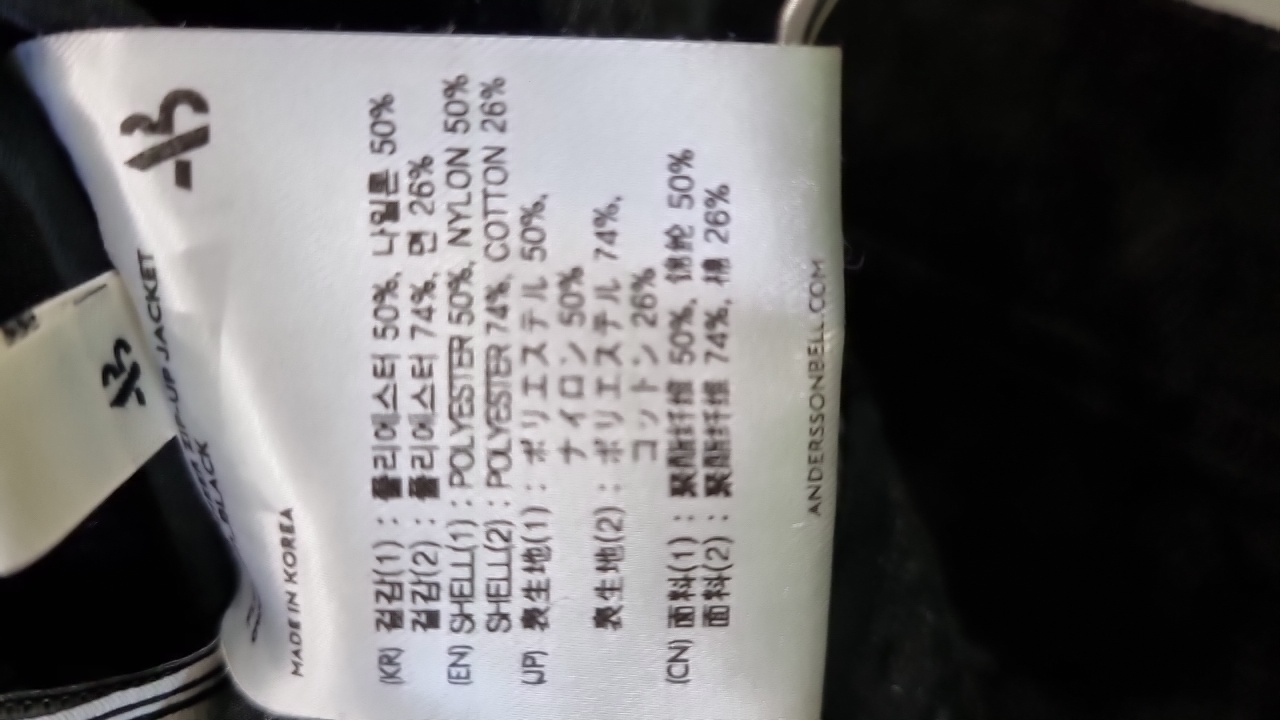 ZIP-UP JACKET
BLACK
MADE IN KOREA
(KR) 겉감(1) : 폴리에스터 50%, 나일론 50%
겉감(2) : 폴리에스터 74%, 면 26%
(EN) SHELL(1) : POLYESTER 50%, NYLON 50%
SHELL(2) : POLYESTER 74%, COTTON 26%
(JP) 表生地(1) : ポリエステル 50%,
ナイロン 50%
表生地(2) : ポリエステル 74%,
コットン 26%
(CN) 面料(1) : 聚酯纤维 50%, 锦纶 50%
面料(2) : 聚酯纤维 74%, 棉 26%
ANDERSSONBELL.COM